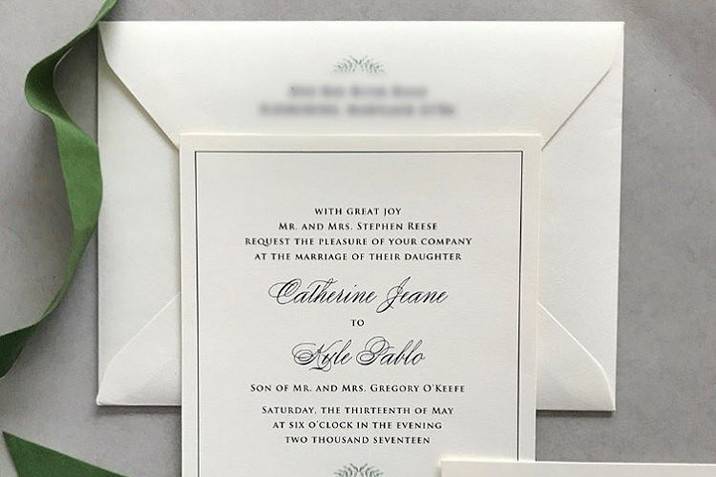 WITH GREAT JOY
MR. AND MRS. STEPHEN REESE
REQUEST THE PLEASURE OF YOUR COMPANY
AT THE MARRIAGE OF THEIR DAUGHTER
Catherine Jeane
TO
Kyle Pablo
SON OF MR. AND MRS. GREGORY O'KEEFE
SATURDAY, THE THIRTEENTH OF MAY
AT SIX O'CLOCK IN THE EVENING
TWO THOUSAND SEVENTEEN